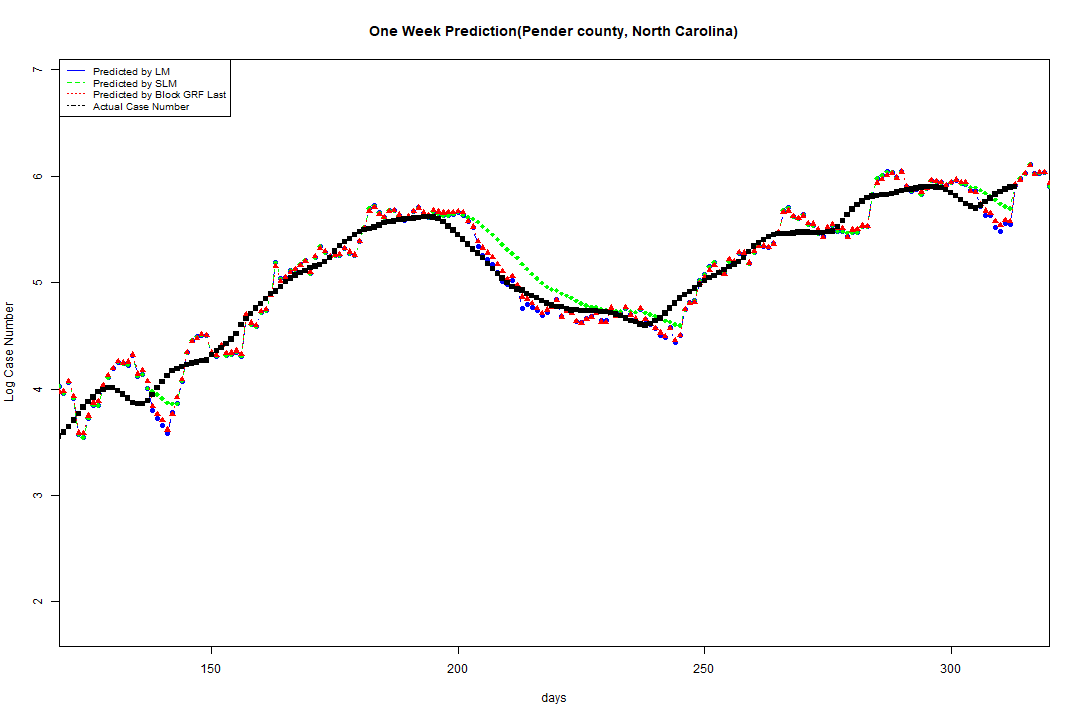 One Week Prediction(Pender county, North Carolina)
Predicted by LM
Predicted by SLM
Predicted by Block GRF Last
Actual Case Number
7
6
5
4
3
2
Log Case Number
150
200
250
300
days